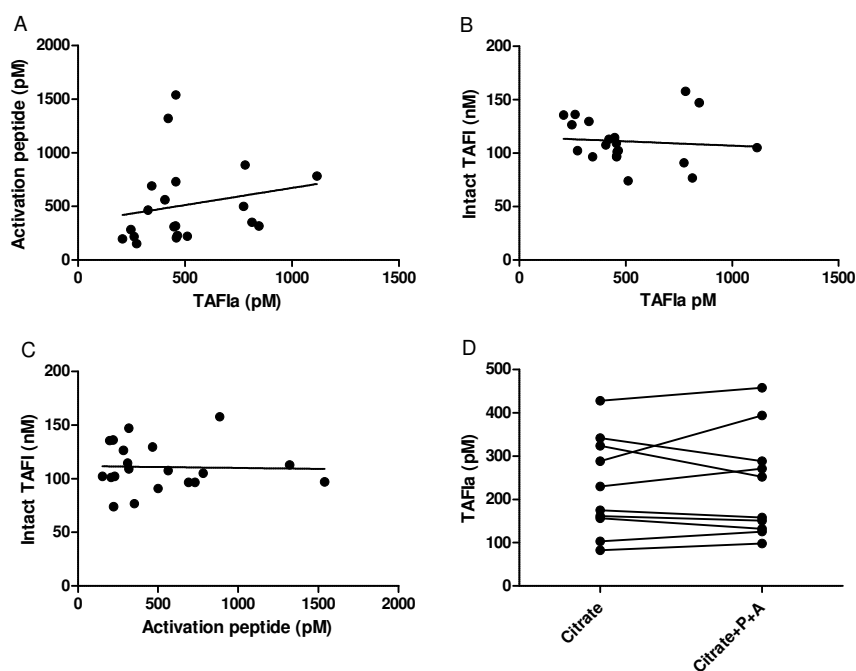 A
2000
1500
1000
500
0
Activation peptide (pM)
0 500 1000 1500
TAFIa (pM)
B
200
150
100
50
0
Intact TAFI (nM)
0 500 1000 1500
TAFIa pM
C
200
150
100
50
0
Intact TAFI (nM)
0 500 1000 1500 2000
Activation peptide (pM)
D
500
400
300
200
100
0
TAFIa (pM)
Citrate
Citrate+P+A